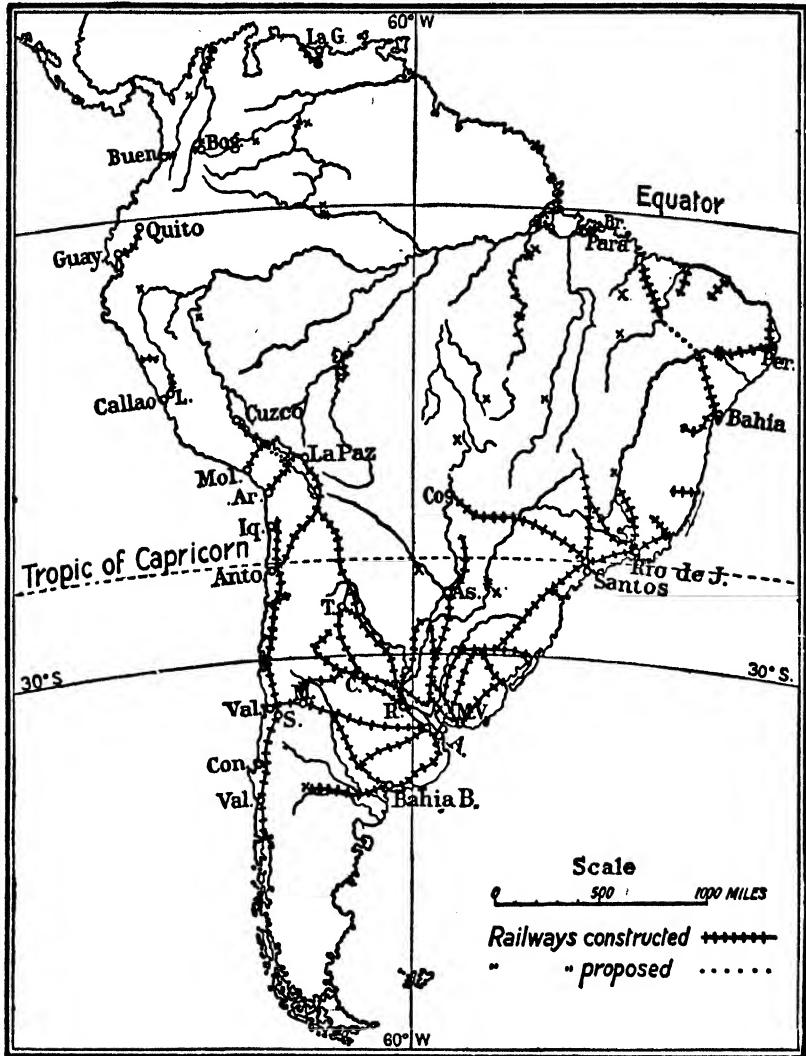 60° W
La G.
Bog.
Buen.
Equator
Quito
Br.
Para
Guay.
Per.
Callao
L.
Cuzco
Bahia
La Paz
Mol.
Ar.
Co.
Iq.
Tropic of Capricorn
Anto.
Rio de J.
Santos
As.
T.
30° S
30° S.
C.
M.
Val.
S.
R.
M.V.
A.
Con.
Val.
Bahia B.
Scale
0 500 1000 MILES
Railways constructed
" " proposed
60° W